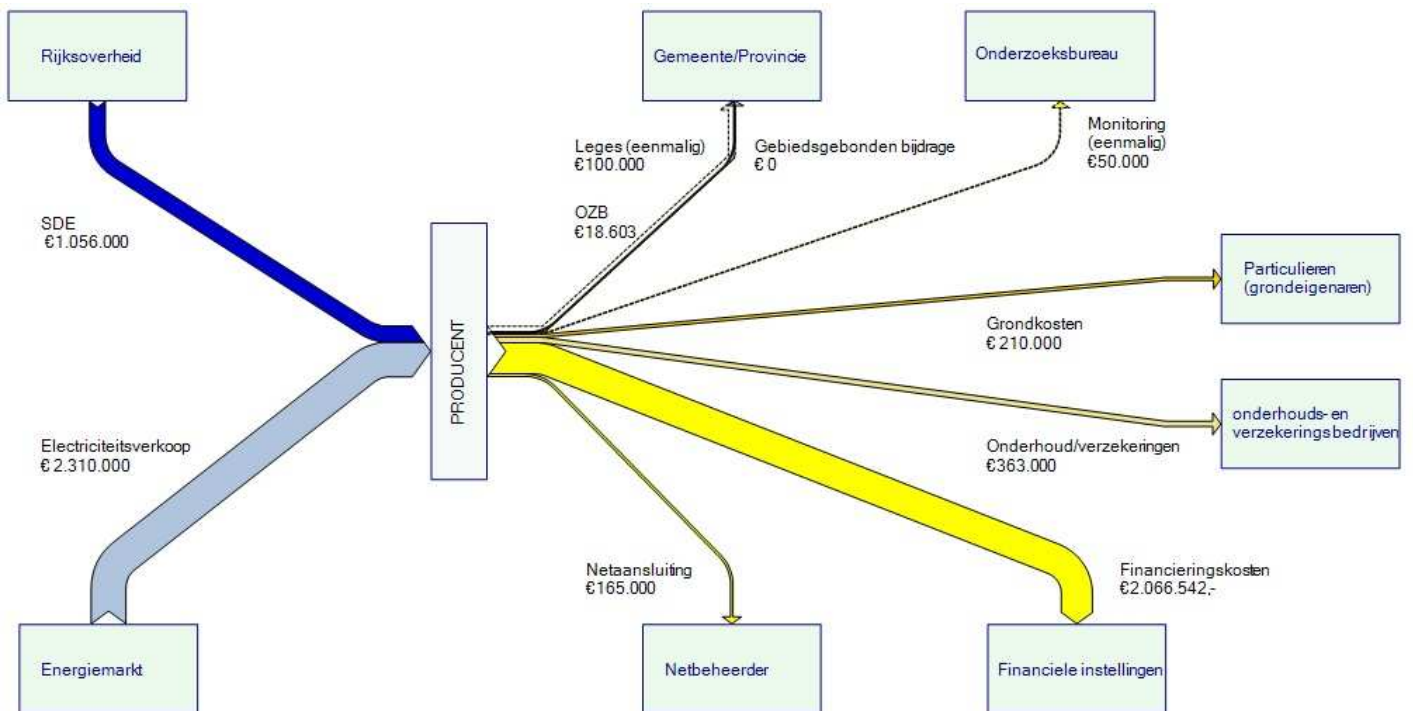 Rijksoverheid
Gemeente/Provincie
Onderzoeksbureau
Leges (eenmalig)
€100.000
Gebiedsgebonden bijdrage
€ 0
Monitoring
(eenmalig)
€50.000
SDE
€1.056.000
OZB
€18.603
PRODUCENT
Particulieren
(grondeigenaren)
Grondkosten
€ 210.000
Electriciteitsverkoop
€ 2.310.000
Onderhoud/verzekeringen
€363.000
onderhouds- en
verzekeringsbedrijven
Netaansluiting
€165.000
Financieringskosten
€2.066.542,-
Energiemarkt
Netbeheerder
Financiele instellingen